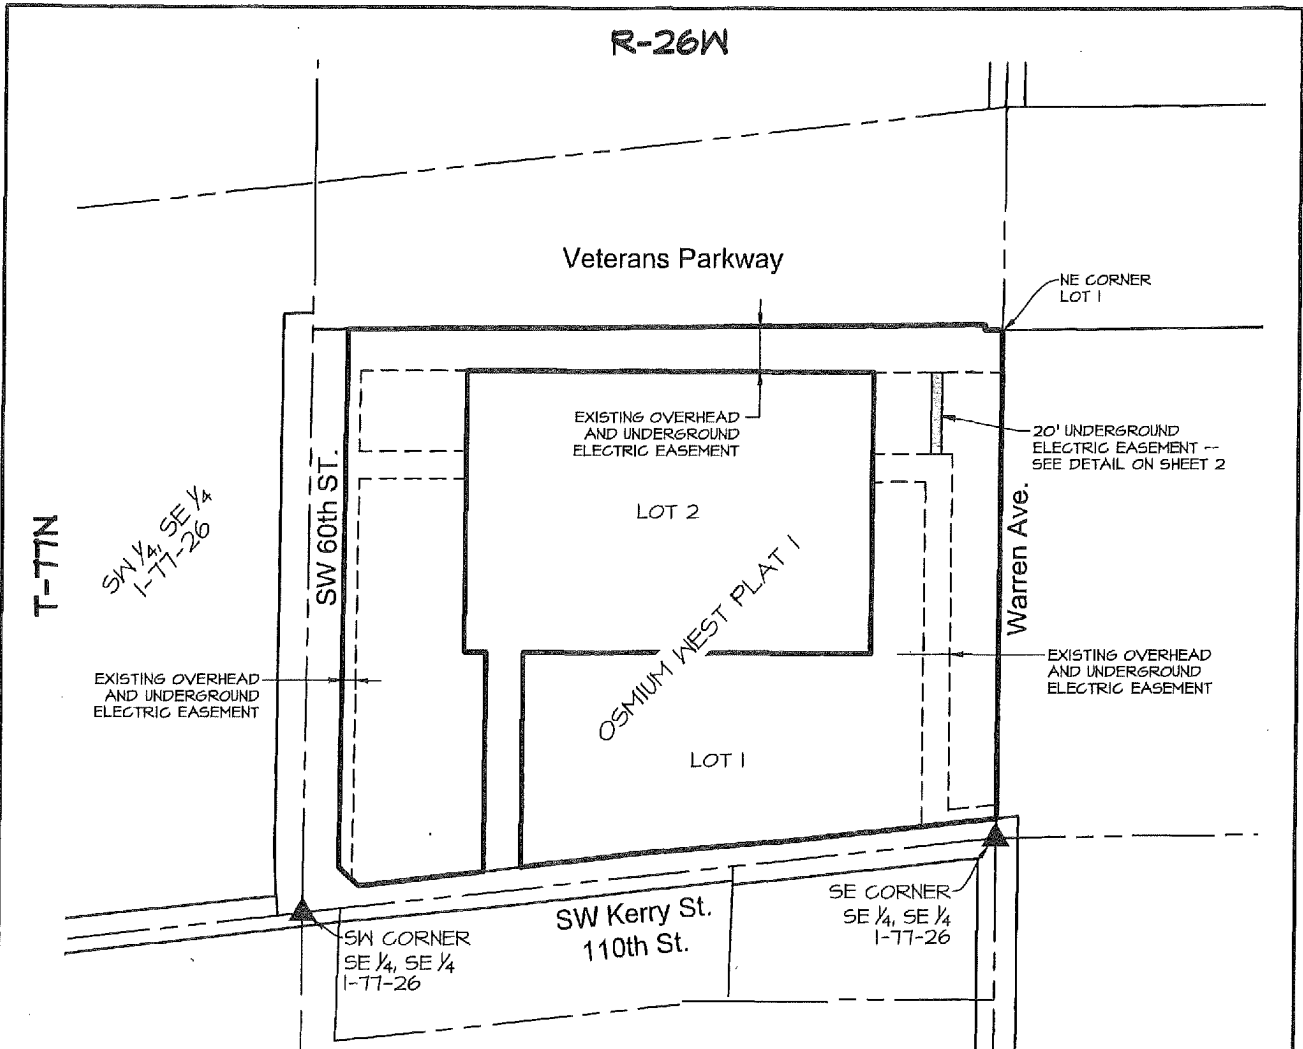 R-26W
Veterans Parkway
NE CORNER
LOT 1
EXISTING OVERHEAD
AND UNDERGROUND
ELECTRIC EASEMENT
20' UNDERGROUND
ELECTRIC EASEMENT --
SEE DETAIL ON SHEET 2
T-77N
SW 1/4, SE 1/4
1-77-26
SW 60th ST.
LOT 2
OSMIUM WEST PLAT 1
Warren Ave.
EXISTING OVERHEAD
AND UNDERGROUND
ELECTRIC EASEMENT
EXISTING OVERHEAD
AND UNDERGROUND
ELECTRIC EASEMENT
LOT 1
SW Kerry St.
110th St.
SE CORNER
SE 1/4, SE 1/4
1-77-26
SW CORNER
SE 1/4, SE 1/4
1-77-26